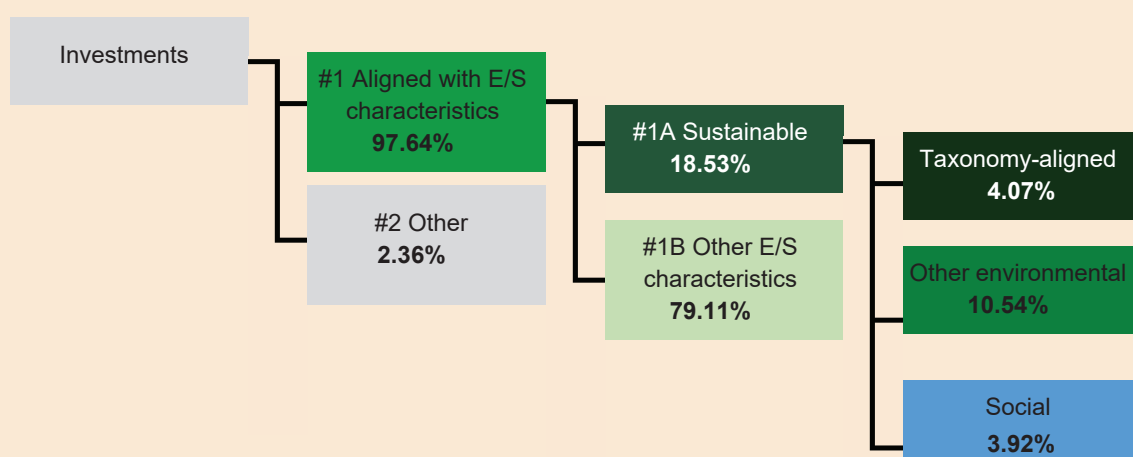 Investments
#1 Aligned with E/S
characteristics
97.64%
#2 Other
2.36%
#1A Sustainable
18.53%
#1B Other E/S
characteristics
79.11%
Taxonomy-aligned
4.07%
Other environmental
10.54%
Social
3.92%